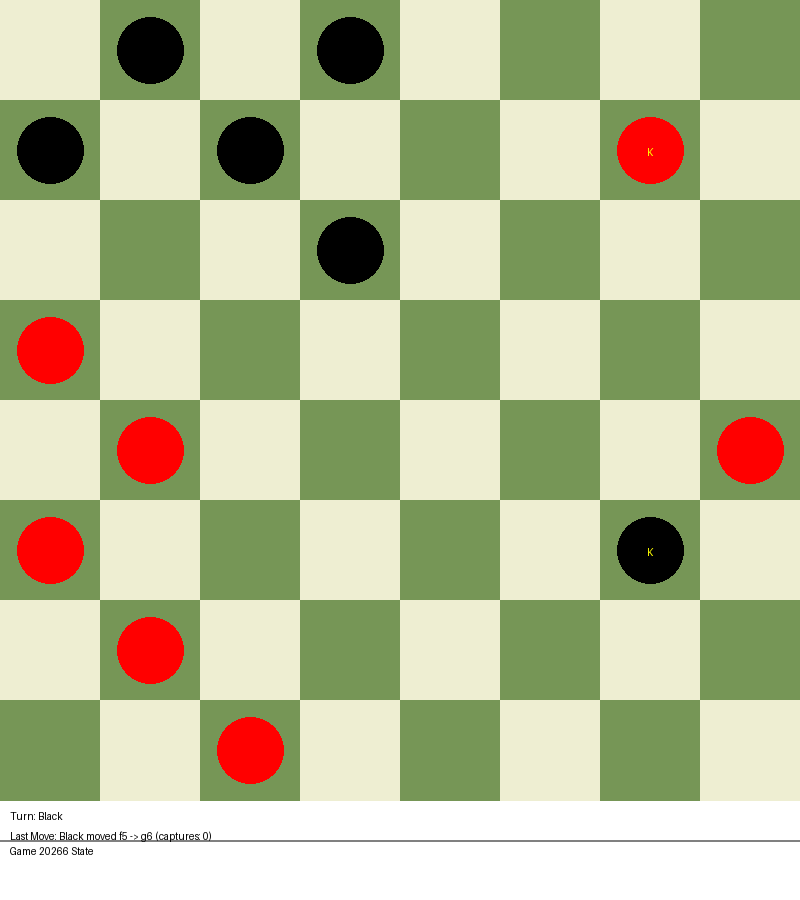 K
K
Turn: Black
Last Move: Black moved f5 -> g6 (captures: 0)
Game 20266 State